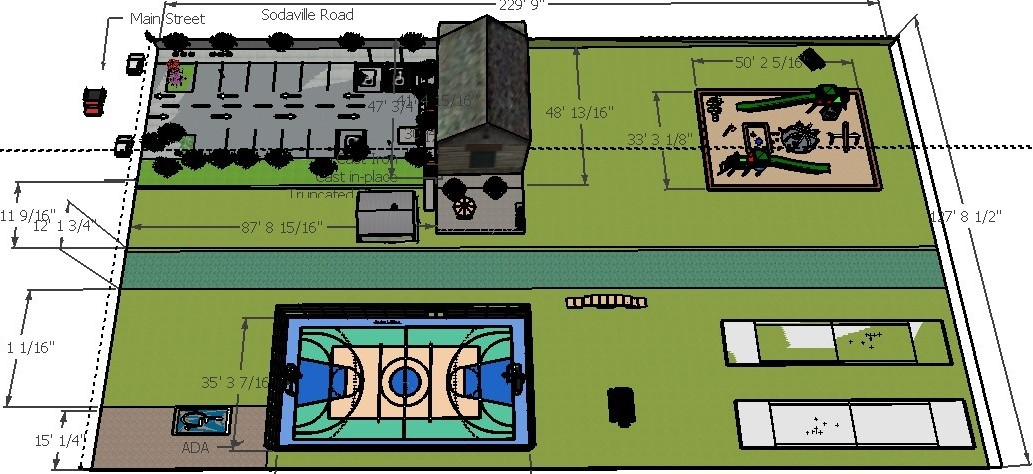 229' 9"
Main Street
Sodaville Road
50' 2 5/16"
47' 3/4"
48' 13/16"
33' 3 1/8"
Cast in-place
Truncated
11 9/16"
12' 1 3/4"
87' 8 15/16"
7' 8 1/2"
1 1/16"
35' 3 7/16"
15' 1/4"
ADA